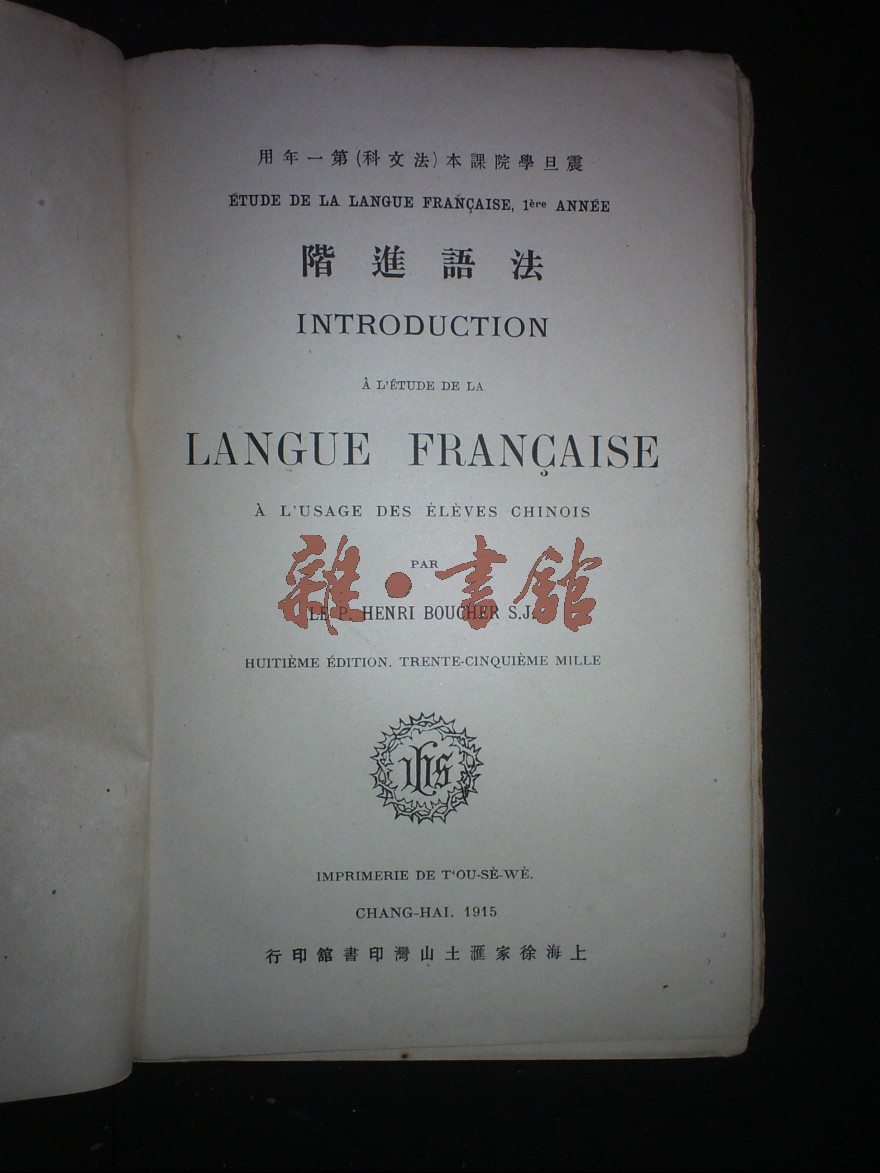 震旦學院課本(法文科)第一年用
ÉTUDE DE LA LANGUE FRANÇAISE, 1ère ANNÉE
法語進階
INTRODUCTION
À L'ÉTUDE DE LA
LANGUE FRANÇAISE
À L'USAGE DES ÉLÈVES CHINOIS
PAR
雜·書館
LE P. HENRI BOUCHER S.J.
HUITIÈME ÉDITION. TRENTE-CINQUIÈME MILLE
IHS
IMPRIMERIE DE T‘OU-SÈ-WÈ.
CHANG-HAI. 1915
上海徐家匯土山灣印書館印行